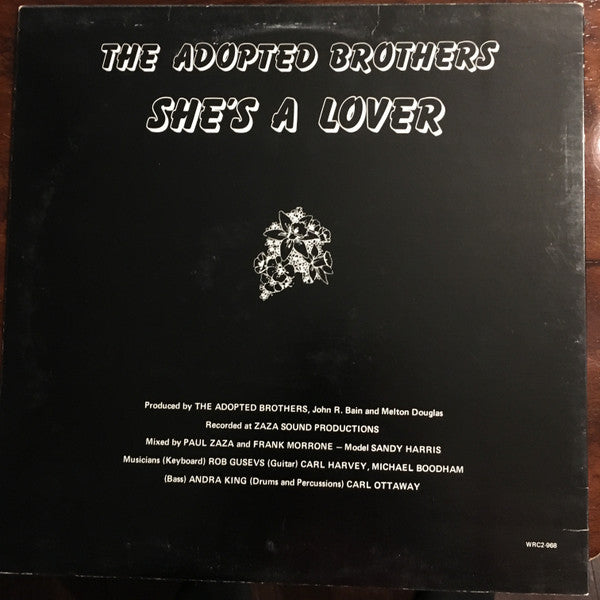 THE ADOPTED BROTHERS
SHE'S A LOVER
Produced by THE ADOPTED BROTHERS, John R. Bain and Melton Douglas
Recorded at ZAZA SOUND PRODUCTIONS
Mixed by PAUL ZAZA and FRANK MORRONE – Model SANDY HARRIS
Musicians (Keyboard) ROB GUSEVS (Guitar) CARL HARVEY, MICHAEL BOODHAM
(Bass) ANDRA KING (Drums and Percussions) CARL OTTAWAY
WRC2-968